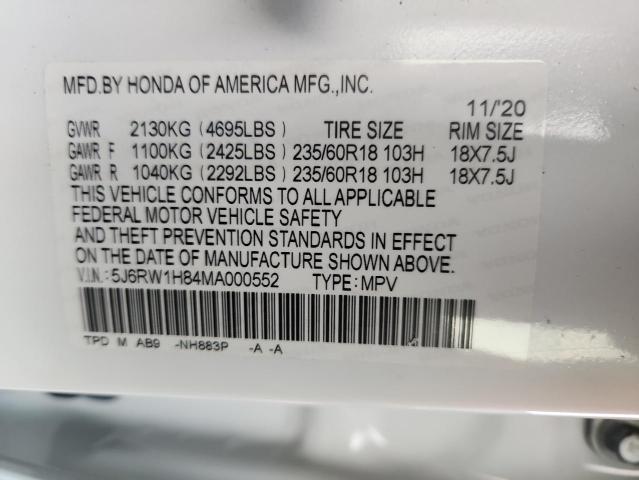 MFD.BY HONDA OF AMERICA MFG.,INC.
11/'20
GVWR 2130KG (4695LBS) TIRE SIZE RIM SIZE
GAWR F 1100KG (2425LBS) 235/60R18 103H 18X7.5J
GAWR R 1040KG (2292LBS) 235/60R18 103H 18X7.5J
THIS VEHICLE CONFORMS TO ALL APPLICABLE
FEDERAL MOTOR VEHICLE SAFETY
AND THEFT PREVENTION STANDARDS IN EFFECT
ON THE DATE OF MANUFACTURE SHOWN ABOVE.
V.I.N.:5J6RW1H84MA000552 TYPE:MPV
TPD M AB9 -NH883P -A -A